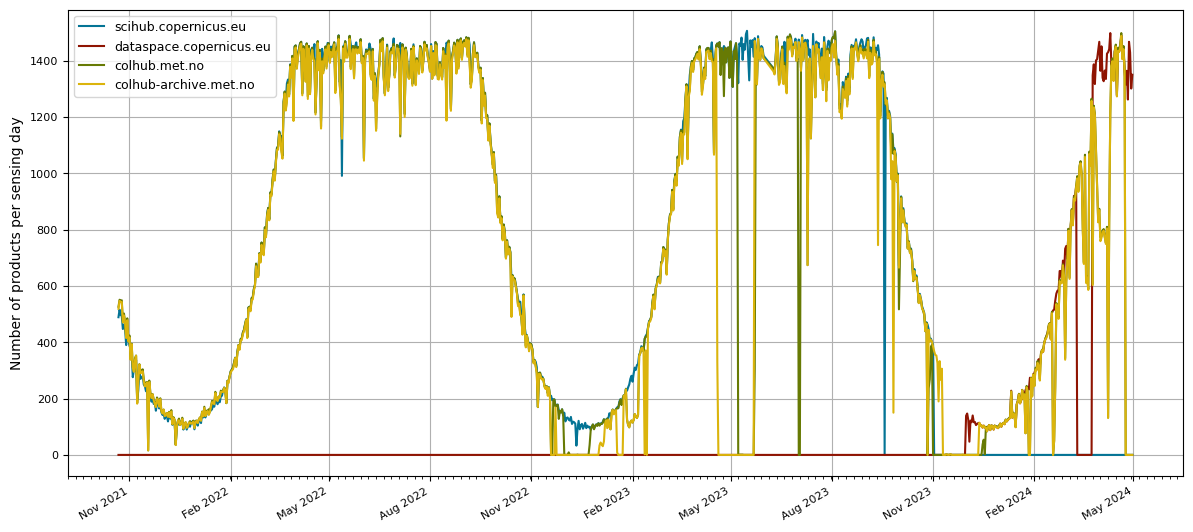 scihub.copernicus.eu
dataspace.copernicus.eu
colhub.met.no
colhub-archive.met.no
Number of products per sensing day
1400
1200
1000
800
600
400
200
0
Nov 2021
Feb 2022
May 2022
Aug 2022
Nov 2022
Feb 2023
May 2023
Aug 2023
Nov 2023
Feb 2024
May 2024